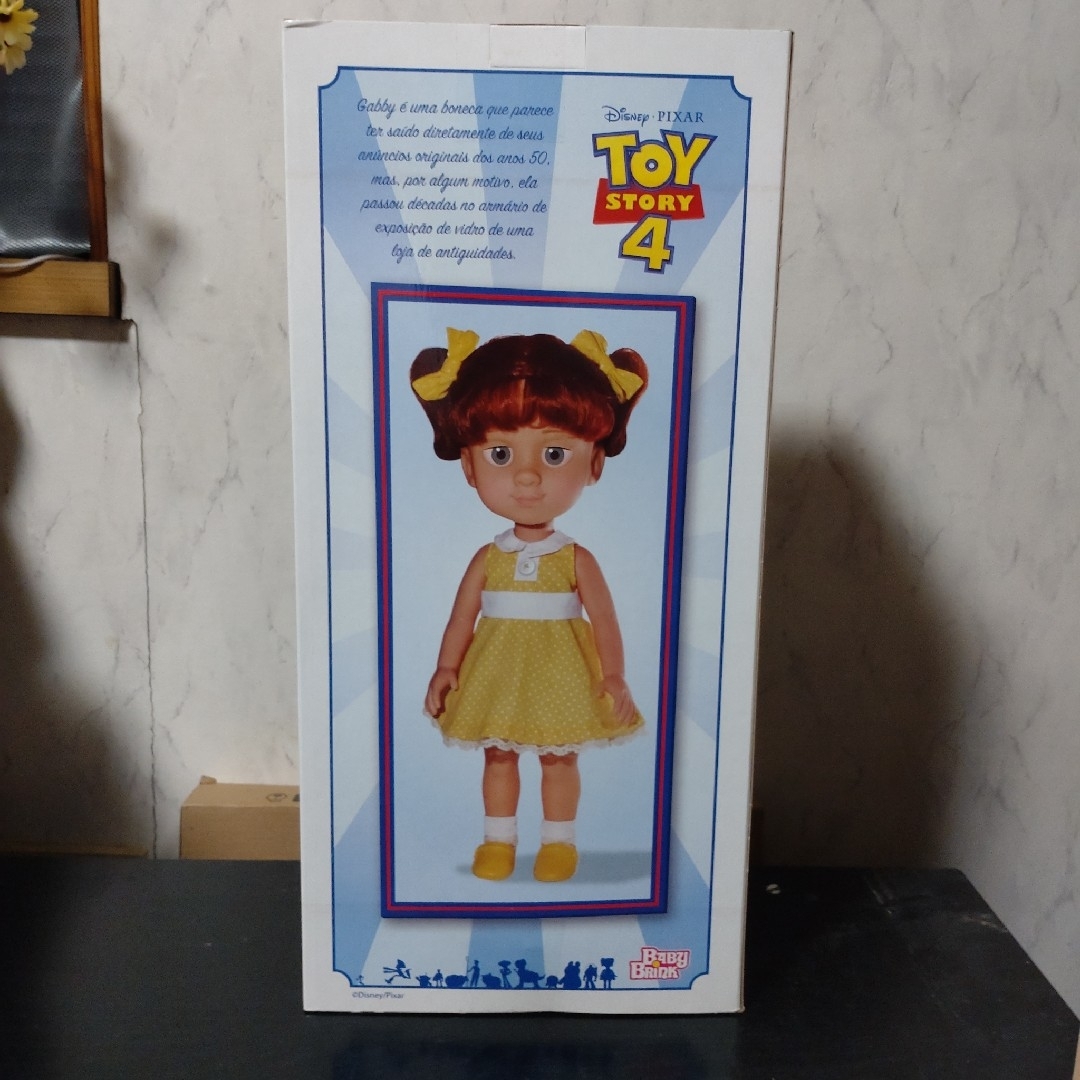 Gabby é uma boneca que parece
ter saído diretamente de seus
anúncios originais dos anos 50,
mas, por algum motivo, ela
passou décadas no armário de
exposição de vidro de uma
loja de antiguidades.
Disney · PIXAR
TOY
STORY
4
BABY
BRINK
©Disney/Pixar